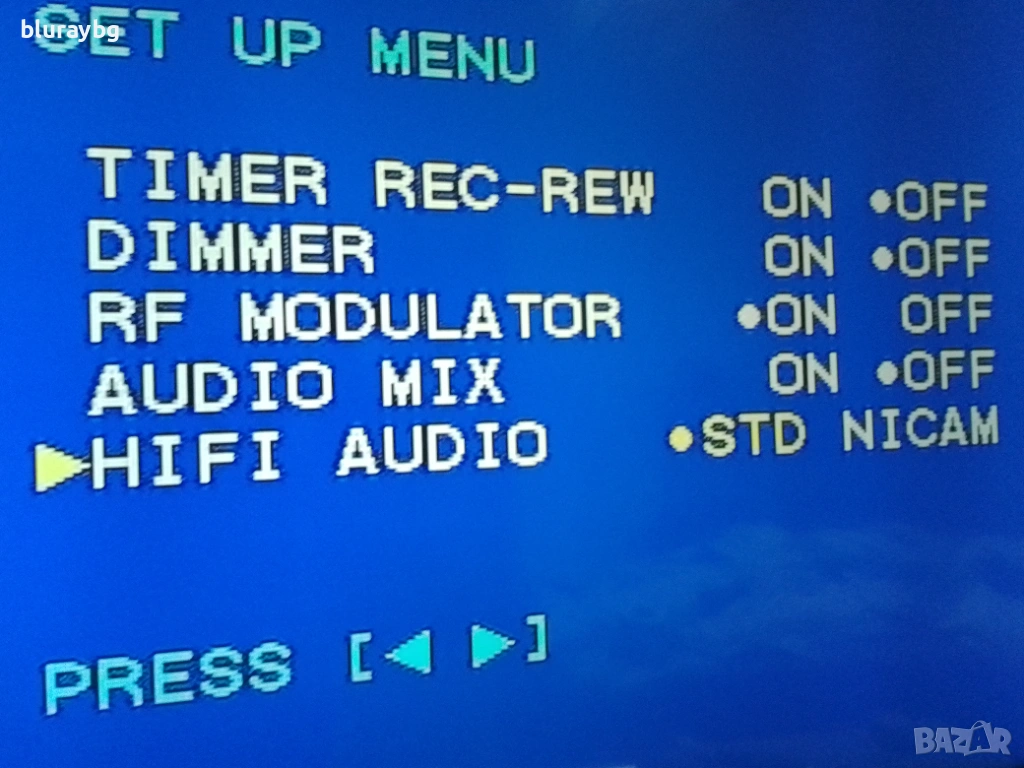 bluraybg
SET UP MENU
TIMER REC-REW ON ●OFF
DIMMER ON ●OFF
RF MODULATOR ●ON OFF
AUDIO MIX ON ●OFF
▶HIFI AUDIO ●STD NICAM
PRESS [◀ ▶]
BAZAR